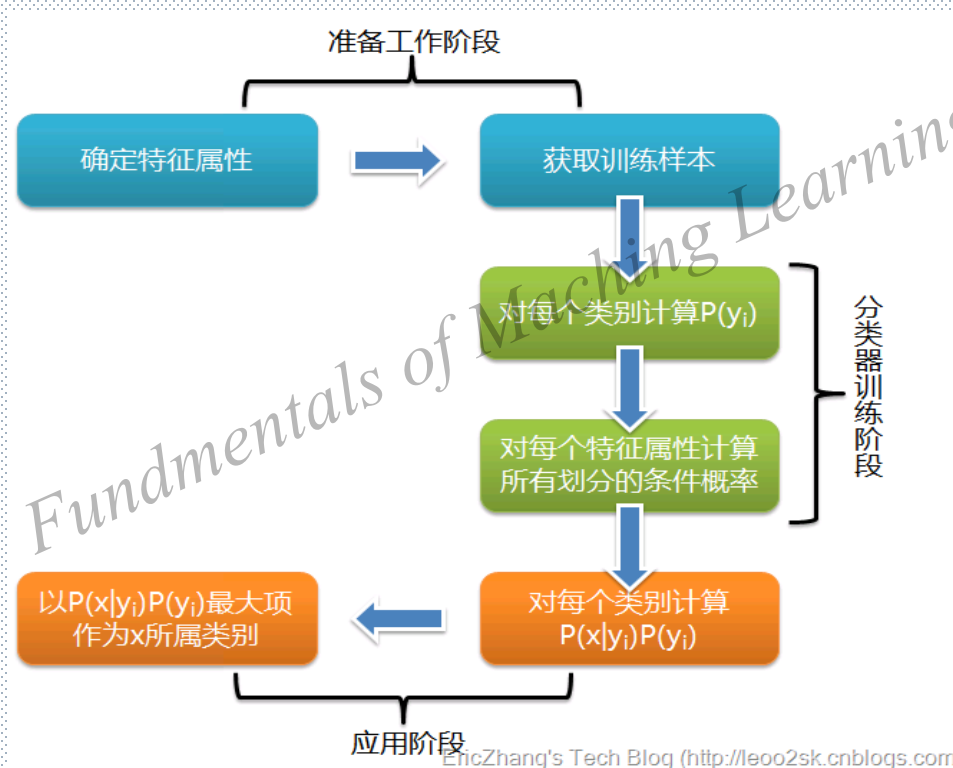 准备工作阶段
确定特征属性
获取训练样本
对每个类别计算P(yi)
对每个特征属性计算
所有划分的条件概率
分类器训练阶段
对每个类别计算
P(x|yi)P(yi)
以P(x|yi)P(yi)最大项
作为x所属类别
应用阶段
Fundmentals of Maching Learnin
EricZhang's Tech Blog (http://leoo2sk.cnblogs.com